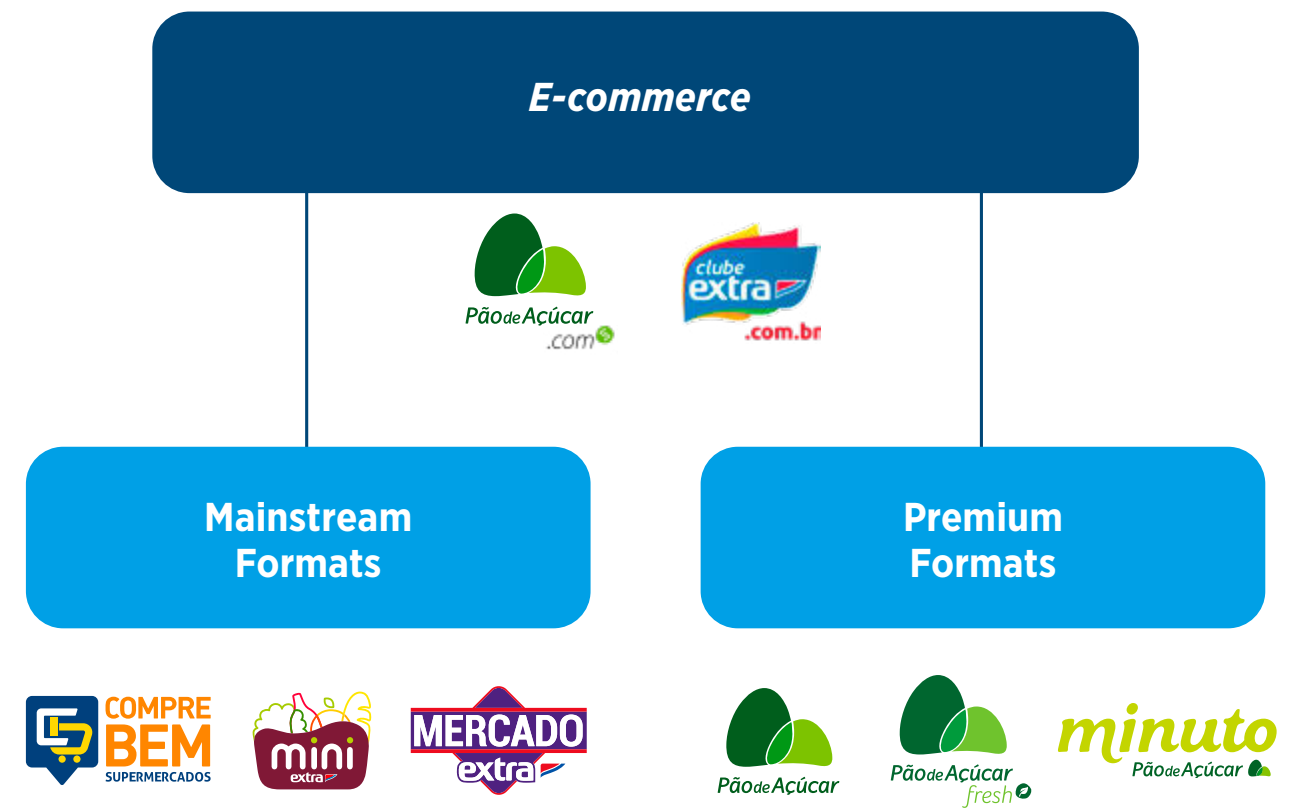 E-commerce
PãodeAçúcar
.com
clube
extra
.com.br
Mainstream
Formats
Premium
Formats
COMPRE
BEM
SUPERMERCADOS
mini
extra
MERCADO
extra
PãodeAçúcar
PãodeAçúcar
fresh
minuto
PãodeAçúcar